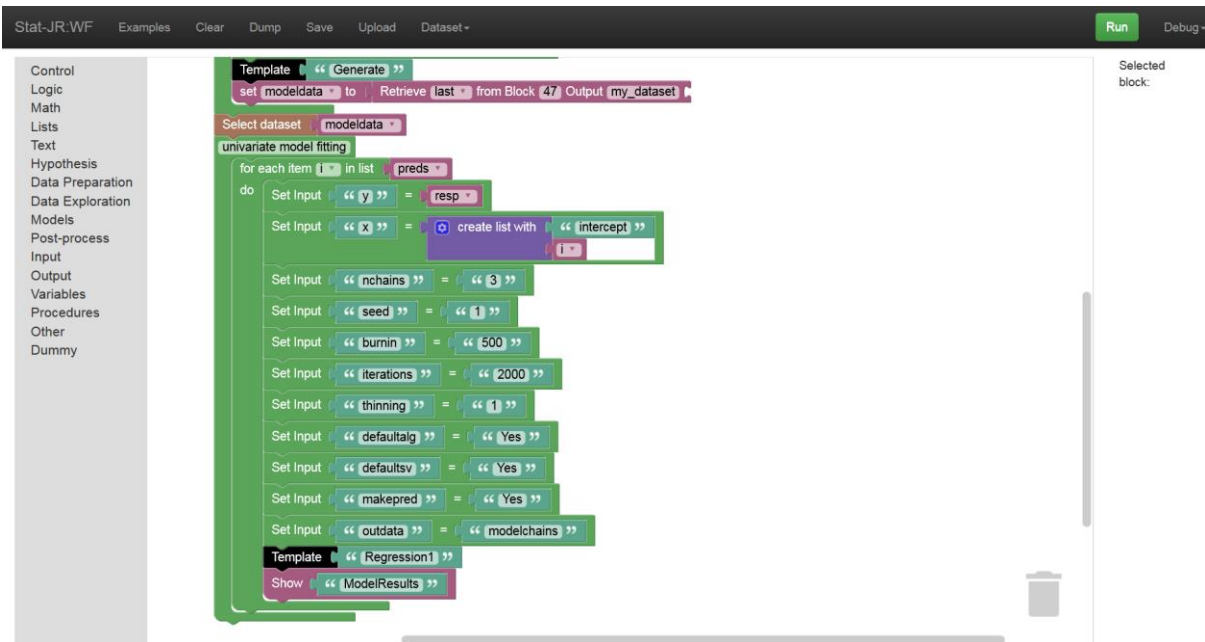 Stat-JR:WF Examples Clear Dump Save Upload Dataset Run Debug
Control
Logic
Math
Lists
Text
Hypothesis
Data Preparation
Data Exploration
Models
Post-process
Input
Output
Variables
Procedures
Other
Dummy
Template “ Generate ”
set modeldata to Retrieve last from Block 47 Output my_dataset
Select dataset modeldata
univariate model fitting
for each item i in list preds
do Set Input “ y ” = resp
Set Input “ x ” = create list with “ intercept ”
i
Set Input “ nchains ” = “ 3 ”
Set Input “ seed ” = “ 1 ”
Set Input “ burnin ” = “ 500 ”
Set Input “ iterations ” = “ 2000 ”
Set Input “ thinning ” = “ 1 ”
Set Input “ defaultalg ” = “ Yes ”
Set Input “ defaultsv ” = “ Yes ”
Set Input “ makepred ” = “ Yes ”
Set Input “ outdata ” = “ modelchains ”
Template “ Regression1 ”
Show “ ModelResults ”
Selected
block: